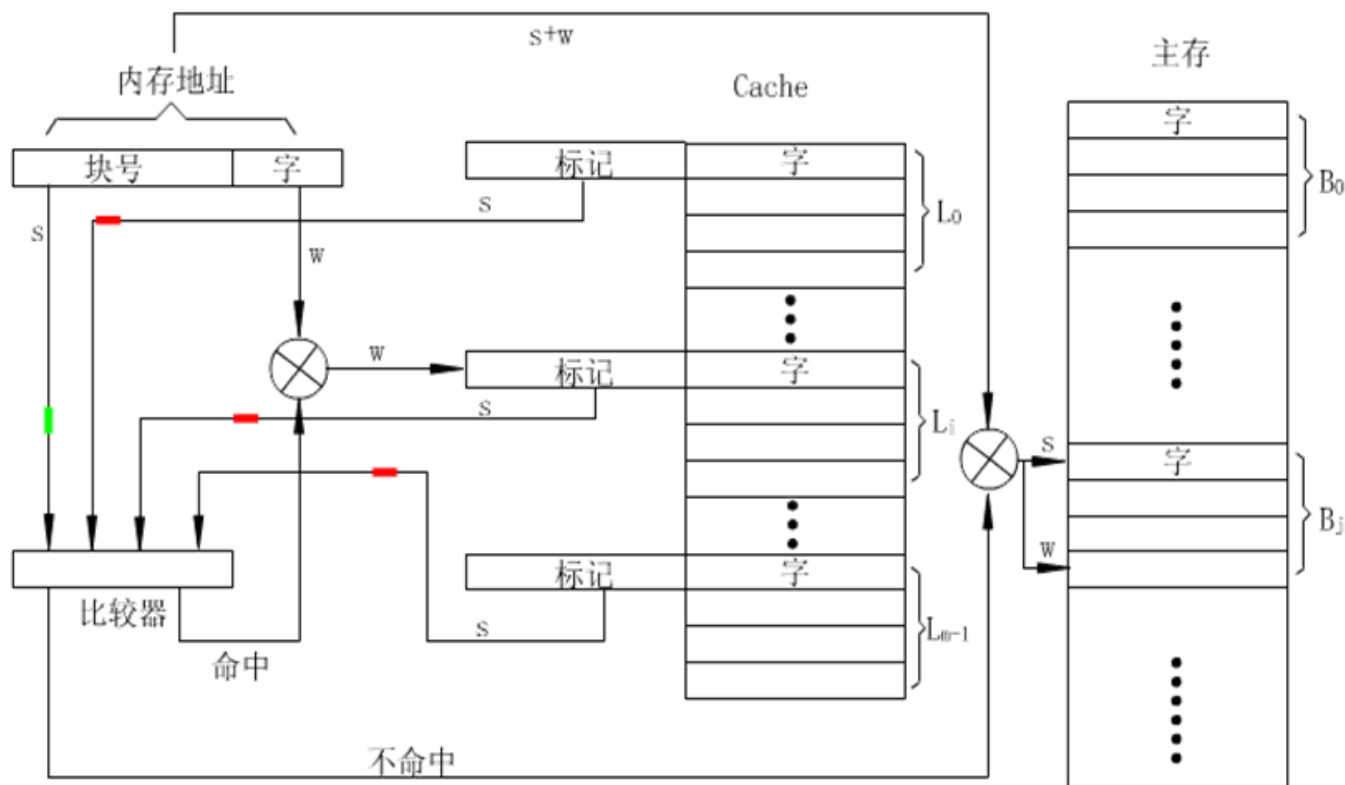 s+w
主存
内存地址
Cache
块号 字
标记 字
字
B0
s
s
L0
w
w
标记 字
s
Li
s
字
Bj
w
标记 字
比较器
s
Lm-1
命中
不命中